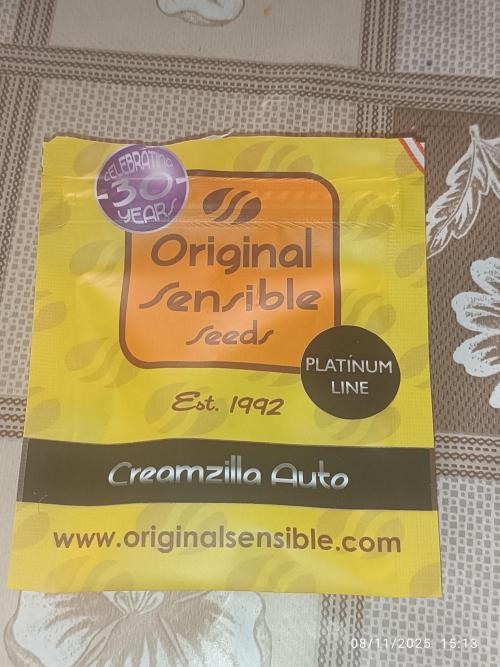 CELEBRATING
30
YEARS
Original
Sensible
Seeds
PLATÍNUM
LINE
Est. 1992
Creamzilla Auto
www.originalsensible.com
08/11/2025 15:13